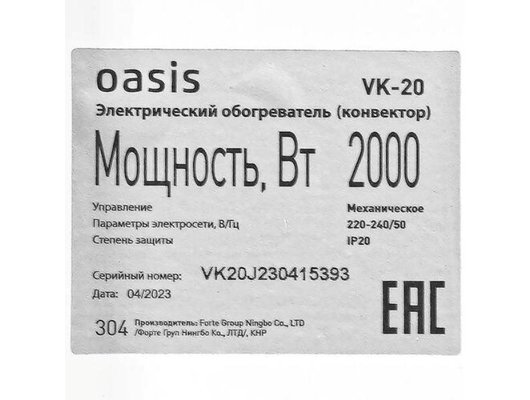 oasis VK-20
Электрический обогреватель (конвектор)
Мощность, Вт 2000
Управление Механическое
Параметры электросети, В/Гц 220-240/50
Степень защиты IP20
Серийный номер: VK20J230415393
Дата: 04/2023
EAC
304 Производитель: Forte Group Ningbo Co., LTD
/Форте Груп Нингбо Ко., ЛТД/, КНР